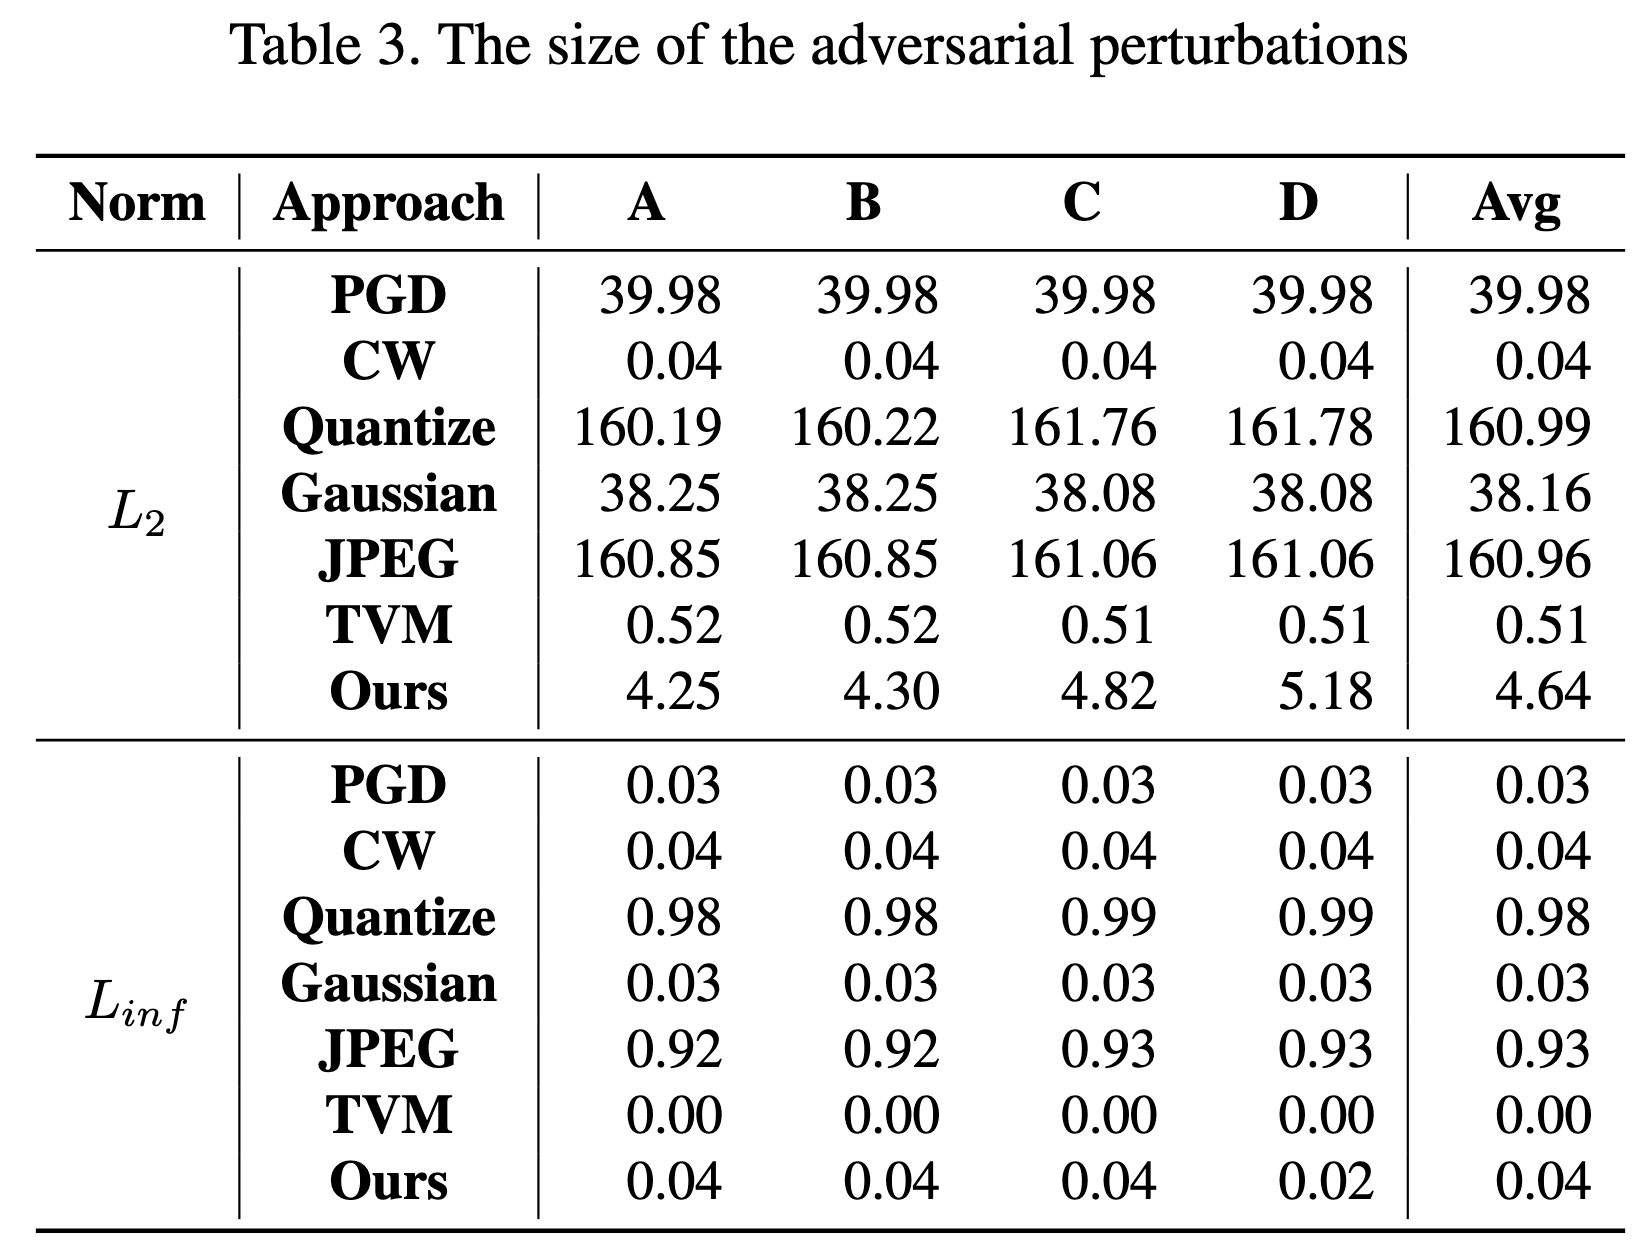 Table 3. The size of the adversarial perturbations
Norm Approach A B C D Avg
PGD 39.98 39.98 39.98 39.98 39.98
CW 0.04 0.04 0.04 0.04 0.04
Quantize 160.19 160.22 161.76 161.78 160.99
Gaussian 38.25 38.25 38.08 38.08 38.16
L₂
JPEG 160.85 160.85 161.06 161.06 160.96
TVM 0.52 0.52 0.51 0.51 0.51
Ours 4.25 4.30 4.82 5.18 4.64
PGD 0.03 0.03 0.03 0.03 0.03
CW 0.04 0.04 0.04 0.04 0.04
Quantize 0.98 0.98 0.99 0.99 0.98
Gaussian 0.03 0.03 0.03 0.03 0.03
L_inf
JPEG 0.92 0.92 0.93 0.93 0.93
TVM 0.00 0.00 0.00 0.00 0.00
Ours 0.04 0.04 0.04 0.02 0.04